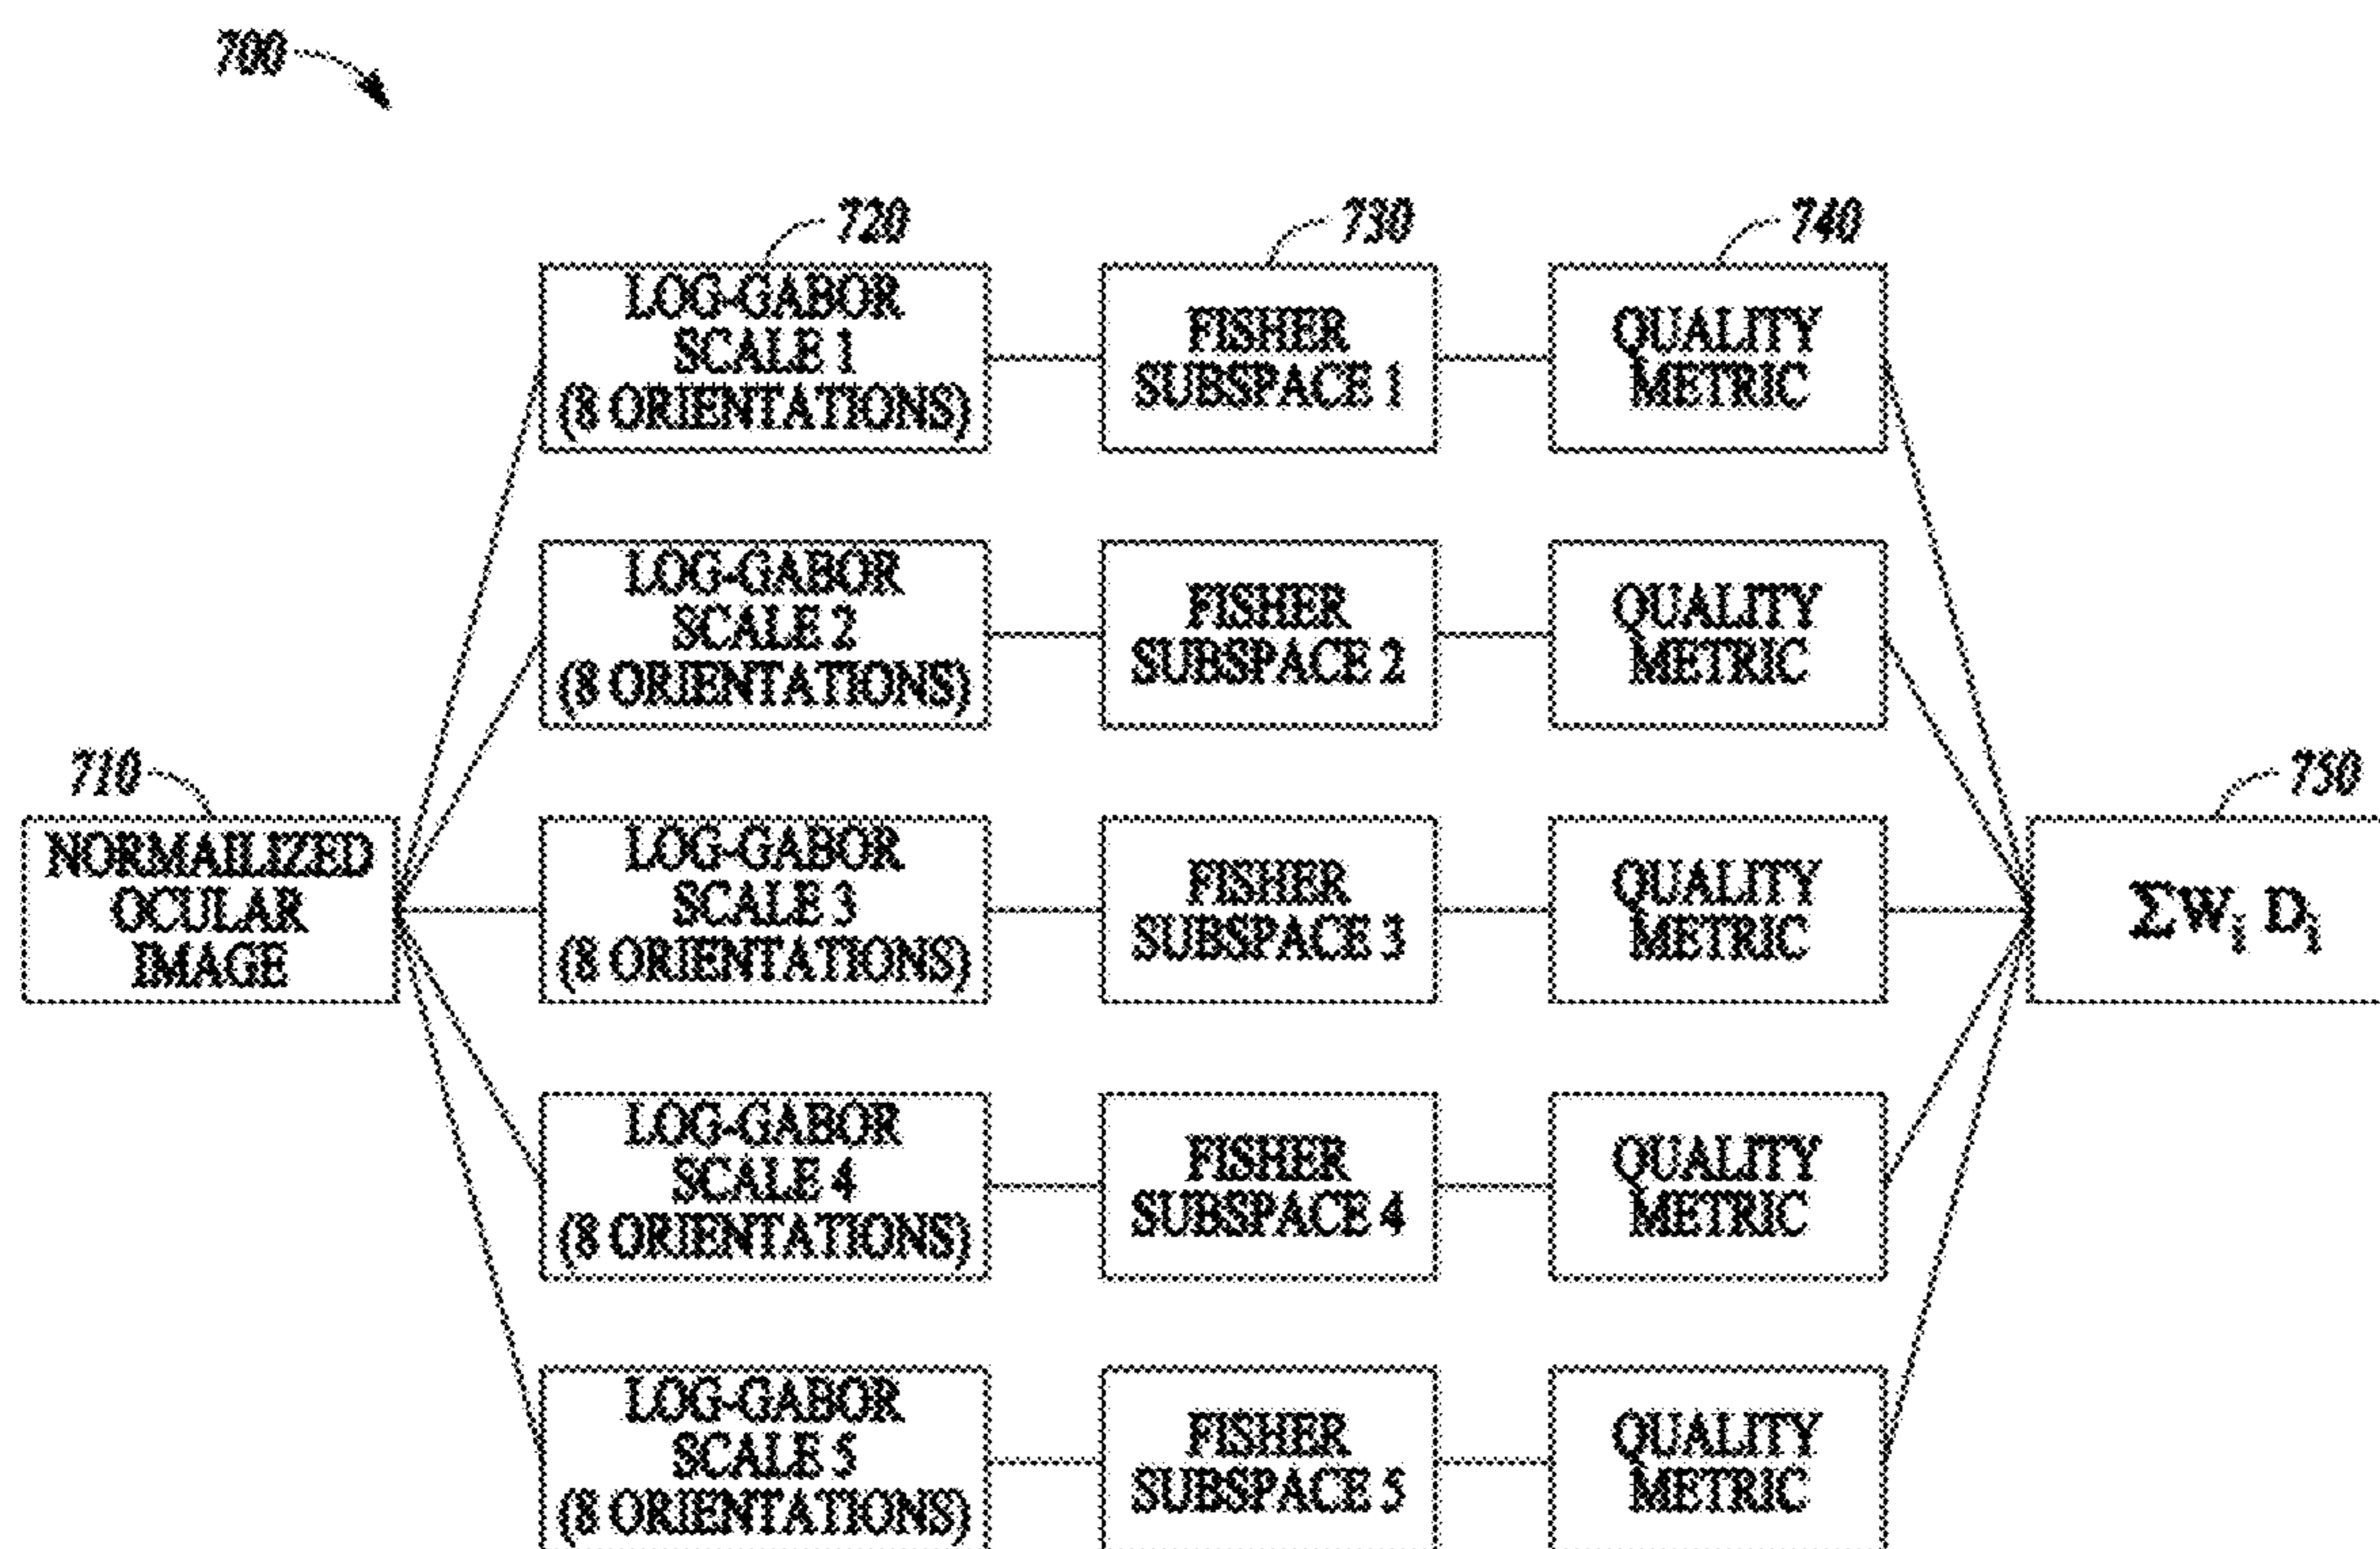 700
720
730
740
LOG-GABOR
SCALE 1
(8 ORIENTATIONS)
FISHER
SUBSPACE 1
QUALITY
METRIC
LOG-GABOR
SCALE 2
(8 ORIENTATIONS)
FISHER
SUBSPACE 2
QUALITY
METRIC
710
NORMAILIZED
OCULAR
IMAGE
LOG-GABOR
SCALE 3
(8 ORIENTATIONS)
FISHER
SUBSPACE 3
QUALITY
METRIC
750
ΣWi Di
LOG-GABOR
SCALE 4
(8 ORIENTATIONS)
FISHER
SUBSPACE 4
QUALITY
METRIC
LOG-GABOR
SCALE 5
(8 ORIENTATIONS)
FISHER
SUBSPACE 5
QUALITY
METRIC